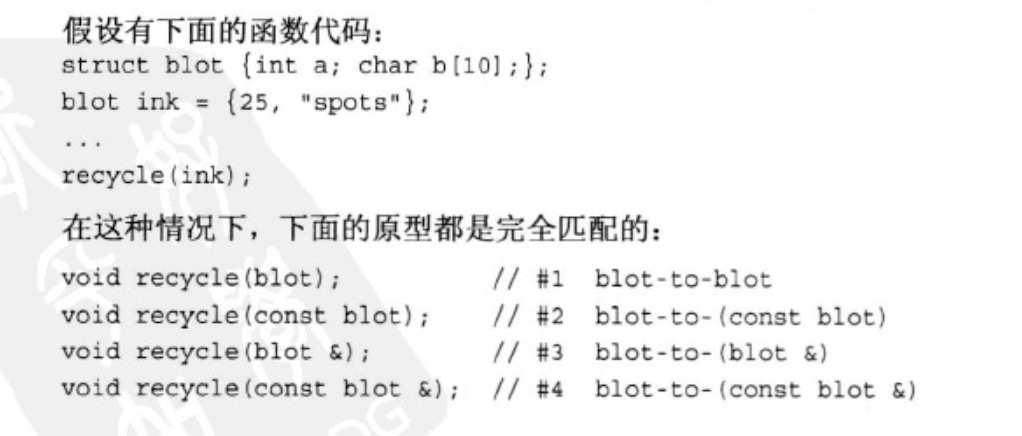 假设有下面的函数代码：
struct blot {int a; char b[10];};
blot ink = {25, "spots"};
...
recycle(ink);
在这种情况下，下面的原型都是完全匹配的：
void recycle(blot); // #1 blot-to-blot
void recycle(const blot); // #2 blot-to-(const blot)
void recycle(blot &); // #3 blot-to-(blot &)
void recycle(const blot &); // #4 blot-to-(const blot &)